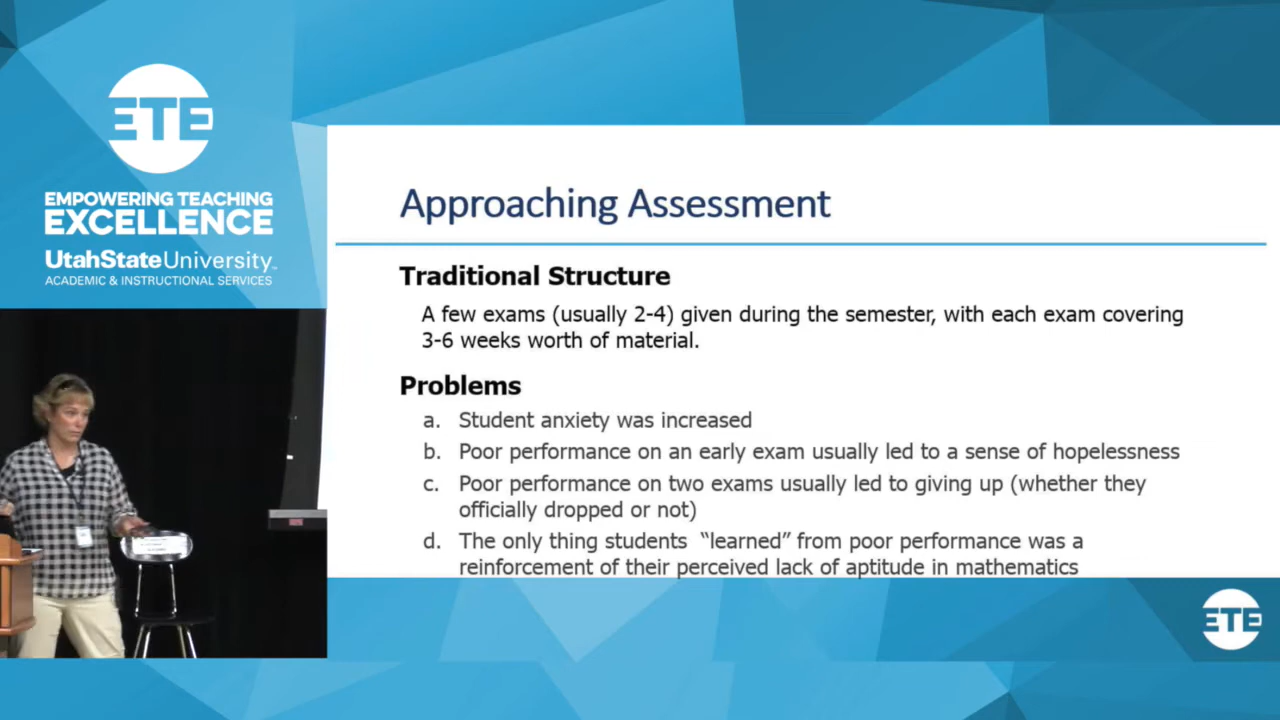 ETE
EMPOWERING TEACHING
EXCELLENCE
UtahStateUniversity™
ACADEMIC & INSTRUCTIONAL SERVICES
Approaching Assessment
Traditional Structure
A few exams (usually 2-4) given during the semester, with each exam covering
3-6 weeks worth of material.
Problems
a. Student anxiety was increased
b. Poor performance on an early exam usually led to a sense of hopelessness
c. Poor performance on two exams usually led to giving up (whether they
officially dropped or not)
d. The only thing students “learned” from poor performance was a
reinforcement of their perceived lack of aptitude in mathematics
ETE